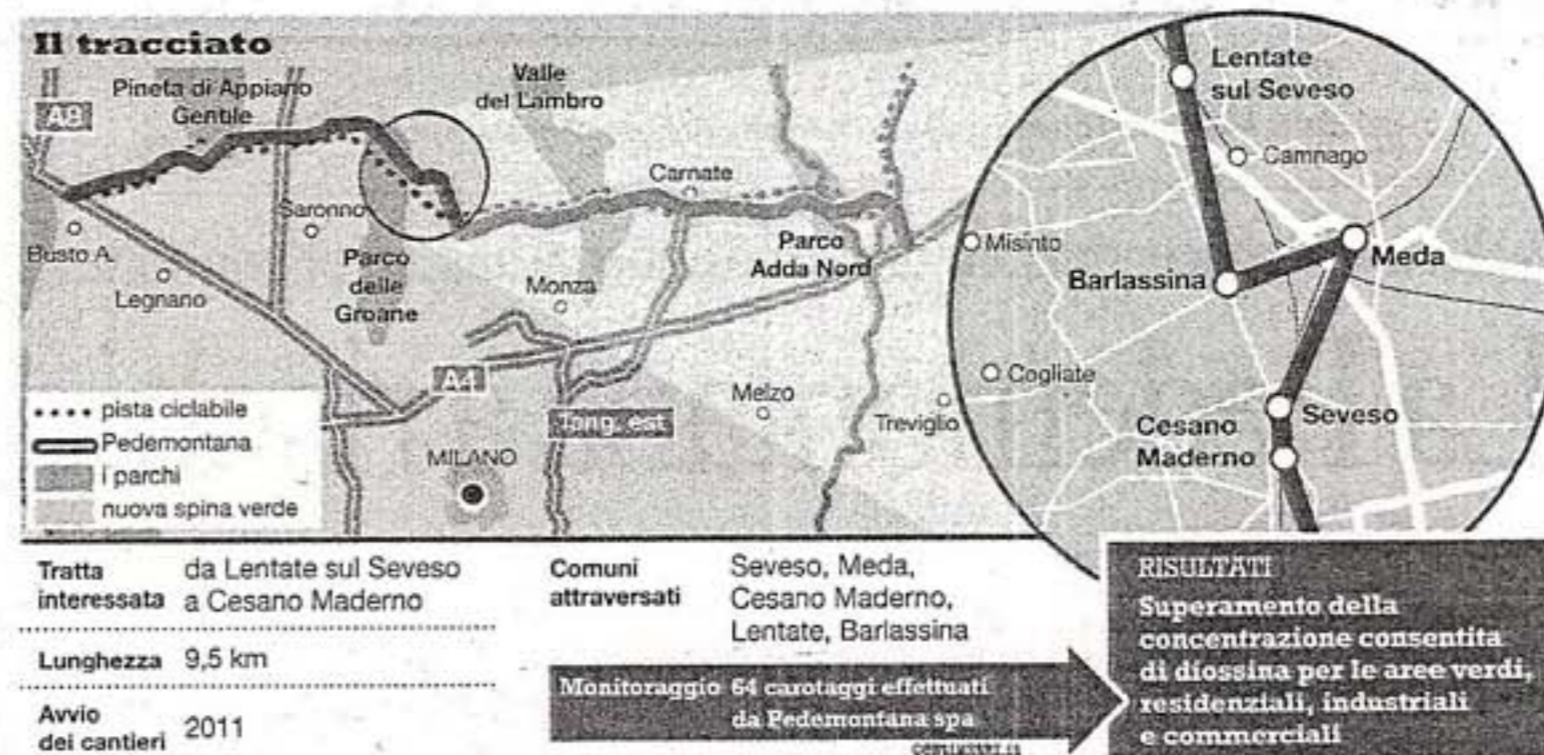 Il tracciato
A9
Pineta di Appiano
Gentile
Valle
del Lambro
Carnate
Saronno
Busto A.
Legnano
Parco
delle
Groane
Monza
Parco
Adda Nord
A4
Tang. est
Melzo
Treviglio
MILANO
pista ciclabile
Pedemontana
i parchi
nuova spina verde
Lentate
sul Seveso
Camnago
Misinto
Meda
Barlassina
Cogliate
Seveso
Cesano
Maderno
Tratta
interessata
da Lentate sul Seveso
a Cesano Maderno
Lunghezza 9,5 km
Avvio
dei cantieri
2011
Comuni
attraversati
Seveso, Meda,
Cesano Maderno,
Lentate, Barlassina
Monitoraggio 64 carotaggi effettuati
da Pedemontana spa
RISULTATI
Superamento della
concentrazione consentita
di diossina per le aree verdi,
residenziali, industriali
e commerciali